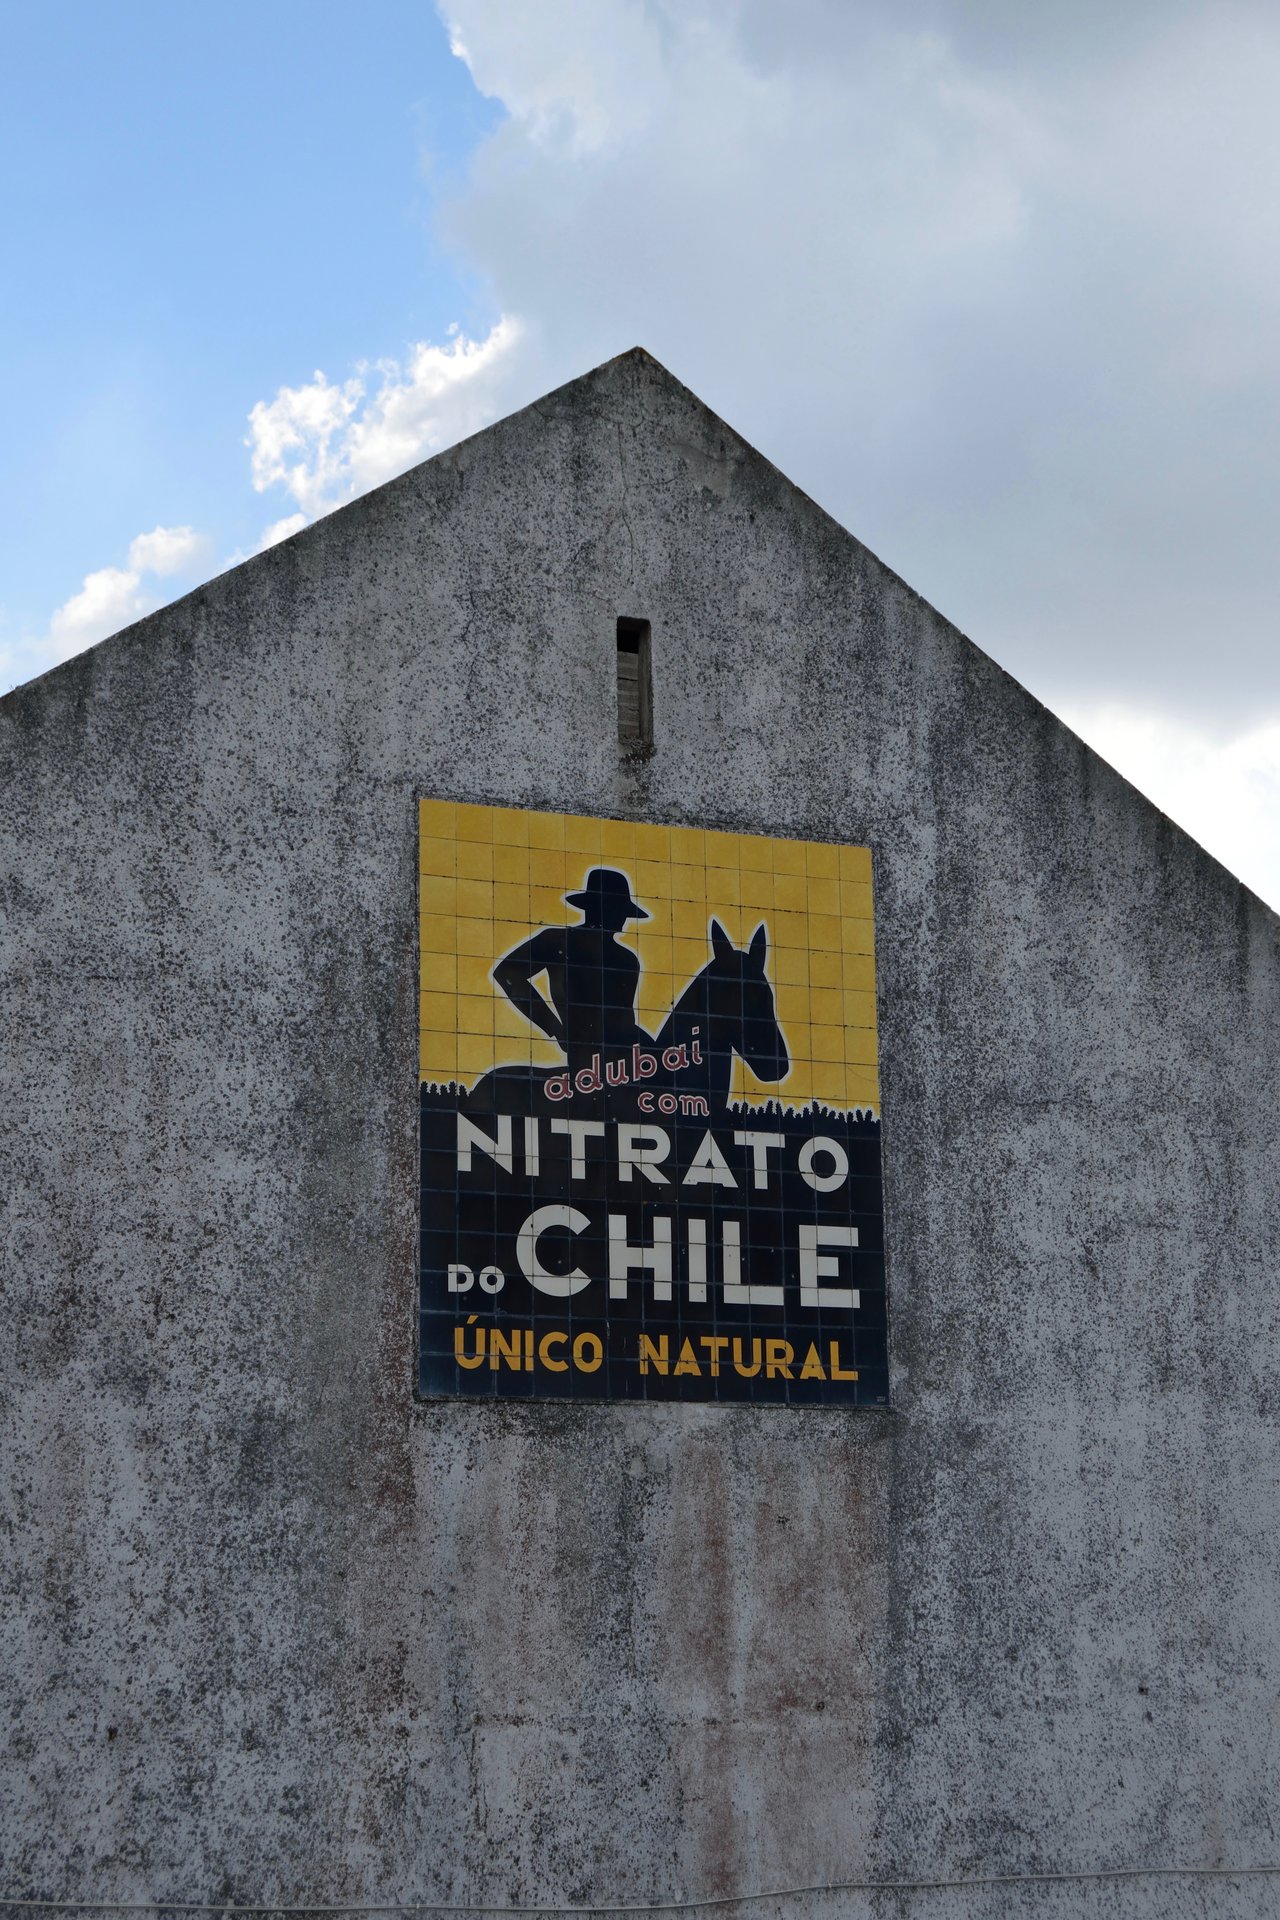 adubai
com
NITRATO
DO CHILE
ÚNICO NATURAL